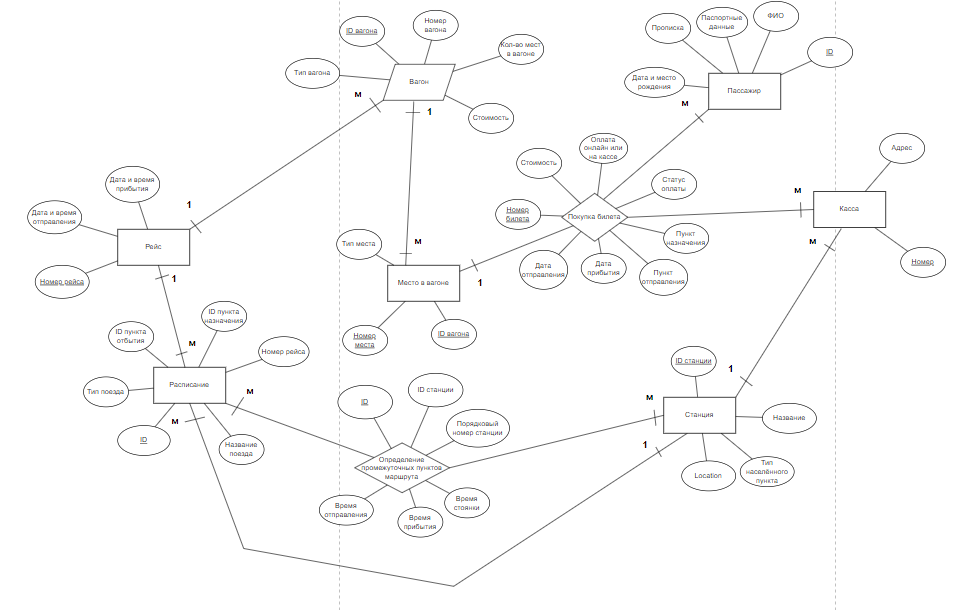 ID вагона
Номер
вагона
Кол-во мест
в вагоне
Тип вагона
Вагон
Стоимость
м
1
Прописка
Паспортные
данные
ФИО
ID
Дата и место
рождения
Пассажир
м
Дата и время
прибытия
Дата и время
отправления
1
Рейс
Номер рейса
1
Стоимость
Оплата
онлайн или
на кассе
Статус
оплаты
Номер
билета
Покупка билета
Пункт
назначения
Дата
отправления
Дата
прибытия
Пункт
отправления
Адрес
м
Касса
м
Номер
Тип места
м
Место в вагоне
1
Номер
места
ID вагона
ID пункта
отбытия
ID пункта
назначения
м
Номер рейса
Тип поезда
Расписание
м
м
ID
Название
поезда
ID
ID станции
Порядковый
номер станции
Определение
промежуточных пунктов
маршрута
Время
отправления
Время
прибытия
Время
стоянки
ID станции
1
м
Станция
1
Название
Location
Тип
населённого
пункта